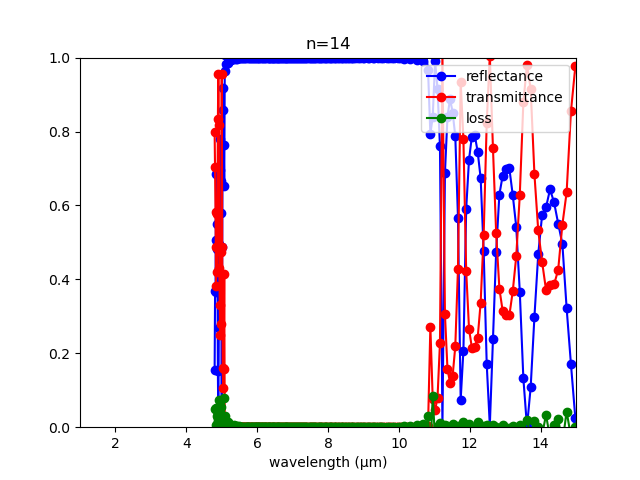 n=14
1.0
0.8
0.6
0.4
0.2
0.0
reflectance
transmittance
loss
2 4 6 8 10 12 14
wavelength (μm)